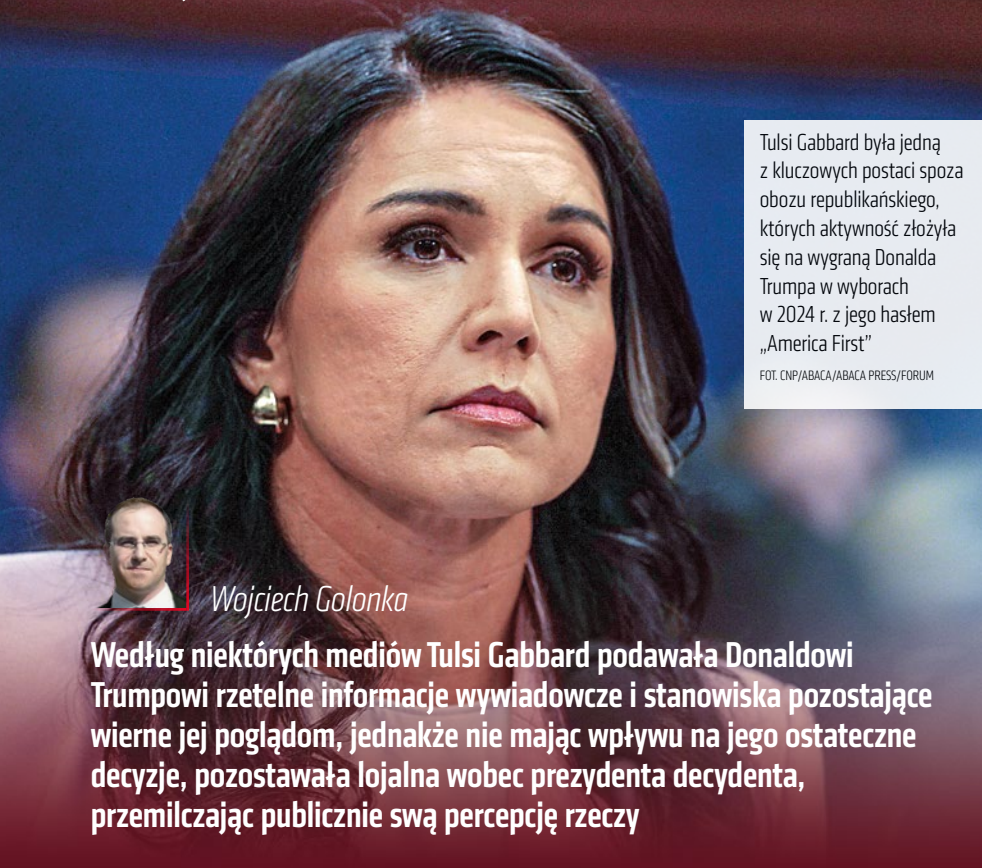 Tulsi Gabbard była jedną
z kluczowych postaci spoza
obozu republikańskiego,
których aktywność złożyła
się na wygraną Donalda
Trumpa w wyborach
w 2024 r. z jego hasłem
„America First”
FOT. CNP/ABACA/ABACA PRESS/FORUM
Wojciech Golonka
Według niektórych mediów Tulsi Gabbard podawała Donaldowi
Trumpowi rzetelne informacje wywiadowcze i stanowiska pozostające
wierne jej poglądom, jednakże nie mając wpływu na jego ostateczne
decyzje, pozostawała lojalna wobec prezydenta decydenta,
przemilczając publicznie swą percepcję rzeczy